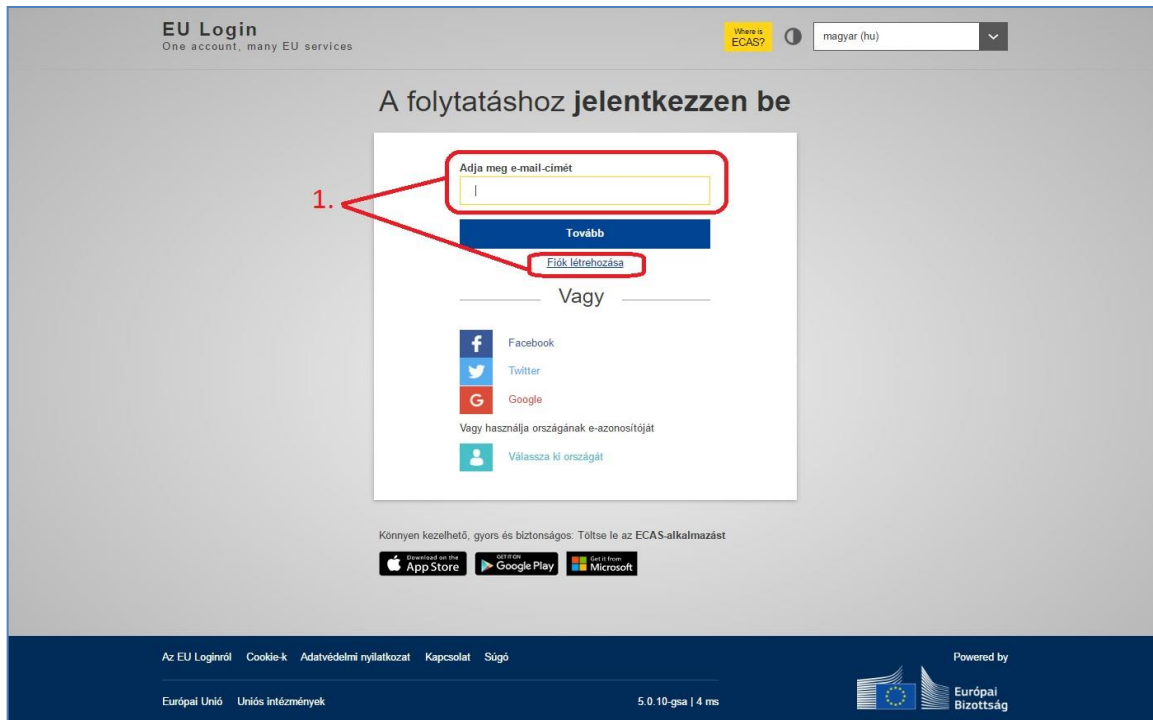 EU Login
One account, many EU services
Where is
ECAS?
magyar (hu)
A folytatáshoz jelentkezzen be
Adja meg e-mail-címét
1.
Tovább
Fiók létrehozása
Vagy
f
Facebook
Twitter
G
Google
Vagy használja országának e-azonosítóját
Válassza ki országát
Könnyen kezelhető, gyors és biztonságos: Töltse le az ECAS-alkalmazást
Download on the
App Store
GET IT ON
Google Play
Get it from
Microsoft
Az EU Loginról Cookie-k Adatvédelmi nyilatkozat Kapcsolat Súgó
Powered by
Európai Unió Uniós intézmények
5.0.10-gsa | 4 ms
Európai
Bizottság